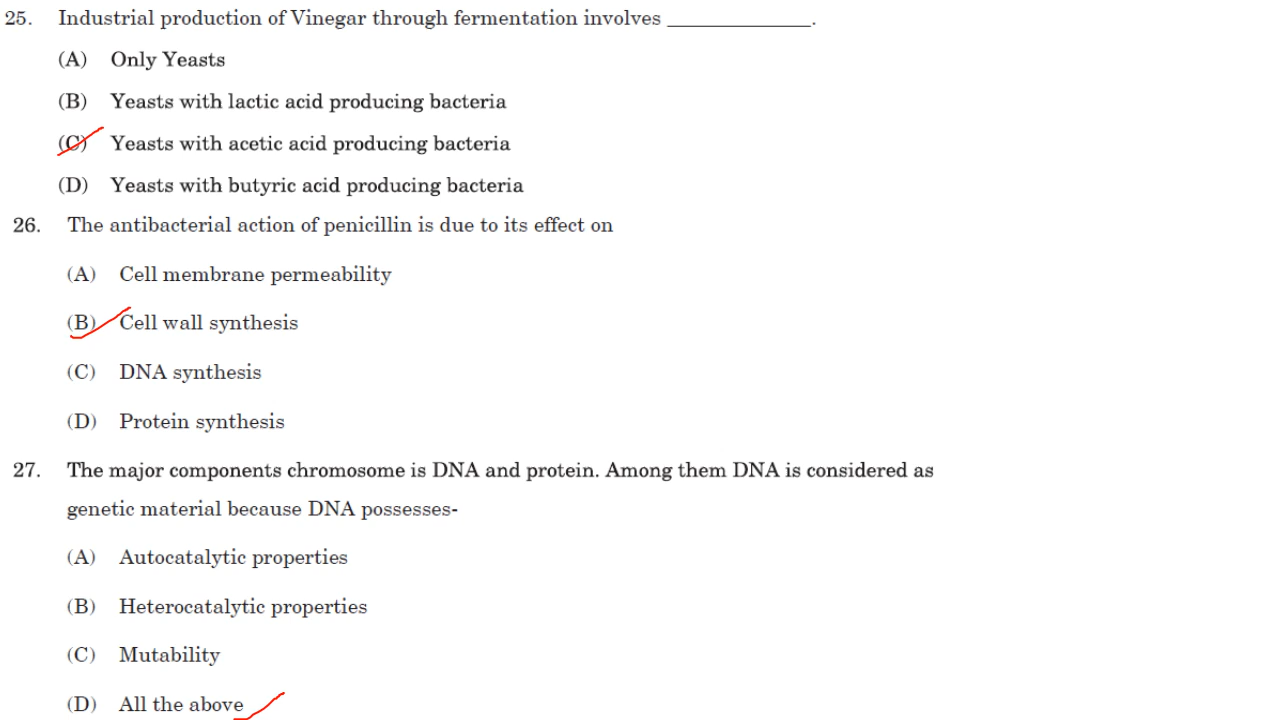 25. Industrial production of Vinegar through fermentation involves ______________.
(A) Only Yeasts
(B) Yeasts with lactic acid producing bacteria
(C) Yeasts with acetic acid producing bacteria
(D) Yeasts with butyric acid producing bacteria
26. The antibacterial action of penicillin is due to its effect on
(A) Cell membrane permeability
(B) Cell wall synthesis
(C) DNA synthesis
(D) Protein synthesis
27. The major components chromosome is DNA and protein. Among them DNA is considered as
genetic material because DNA possesses-
(A) Autocatalytic properties
(B) Heterocatalytic properties
(C) Mutability
(D) All the above